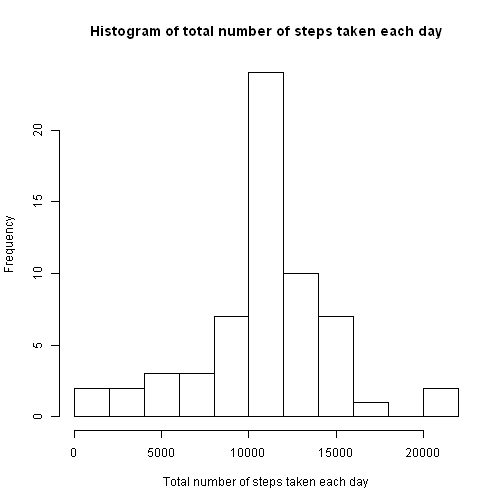 Histogram of total number of steps taken each day
Frequency
20
15
10
5
0
0 5000 10000 15000 20000
Total number of steps taken each day